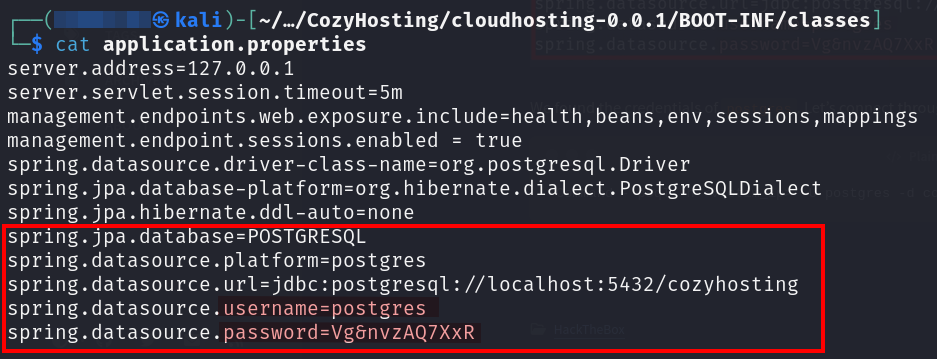 kali)-[~/…/CozyHosting/cloudhosting-0.0.1/BOOT-INF/classes]
$ cat application.properties
server.address=127.0.0.1
server.servlet.session.timeout=5m
management.endpoints.web.exposure.include=health,beans,env,sessions,mappings
management.endpoint.sessions.enabled = true
spring.datasource.driver-class-name=org.postgresql.Driver
spring.jpa.database-platform=org.hibernate.dialect.PostgreSQLDialect
spring.jpa.hibernate.ddl-auto=none
spring.jpa.database=POSTGRESQL
spring.datasource.platform=postgres
spring.datasource.url=jdbc:postgresql://localhost:5432/cozyhosting
spring.datasource.username=postgres
spring.datasource.password=Vg&nvzAQ7XxR